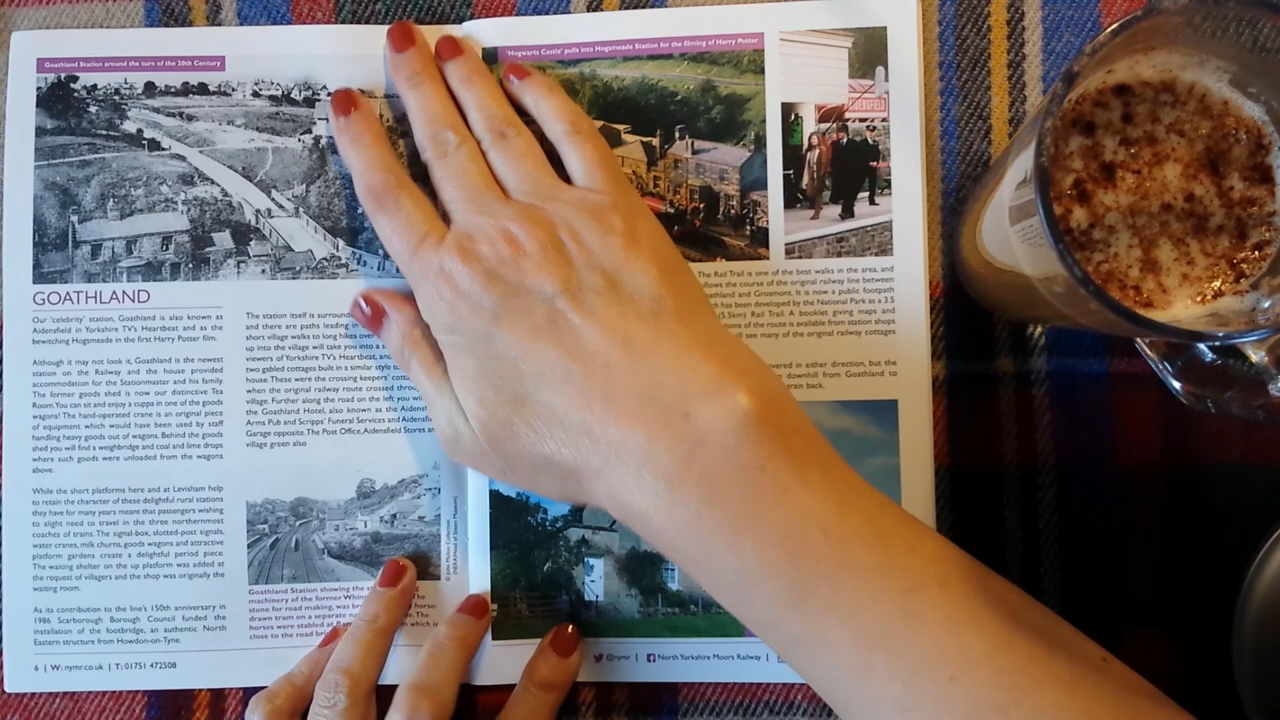 Goathland Station around the turn of the 20th Century
GOATHLAND
Our 'celebrity' station, Goathland is also known as
Aidensfield in Yorkshire TV's Heartbeat and as the
bewitching Hogsmeade in the first Harry Potter film.
Although it may not look it, Goathland is the newest
station on the Railway and the house provided
accommodation for the Stationmaster and his family.
The former goods shed is now our distinctive Tea
Room. You can sit and enjoy a cuppa in one of the goods
wagons! The hand-operated crane is an original piece
of equipment which would have been used by staff
handling heavy goods out of wagons. Behind the goods
shed you will find a weighbridge and coal and lime drops
where such goods were unloaded from the wagons
above.
While the short platforms here and at Levisham help
to retain the character of these delightful rural stations
they have for many years meant that passengers wishing
to alight need to travel in the three northernmost
coaches of trains. The signal-box, slotted-post signals,
water cranes, milk churns, goods wagons and attractive
platform gardens create a delightful period piece.
The waiting shelter on the up platform was added at
the request of villagers and the shop was originally the
waiting room.
As its contribution to the line's 150th anniversary in
1986 Scarborough Borough Council funded the
installation of the footbridge, an authentic North
Eastern structure from Howdon-on-Tyne.
The station itself is surround
and there are paths leading in
short village walks to long hikes over
up into the village will take you into a
viewers of Yorkshire TV's Heartbeat, and
two gabled cottages built in a similar style to
house. These were the crossing keepers' cott
when the original railway route crossed throu
village. Further along the road on the left you wi
the Goathland Hotel, also known as the Aidens
Arms Pub and Scripps' Funeral Services and Aidensfi
Garage opposite. The Post Office, Aidensfield Stores an
village green also
Goathland Station showing the
machinery of the former Whin
stone for road making, was br horse-
drawn tram on a separate na The
horses were stabled at in which is
close to the road bri
6 | W: nymr.co.uk | T: 01751 472508
'Hogwarts Castle' pulls into Hogsmeade Station for the filming of Harry Potter
AIDENSFIELD
The Rail Trail is one of the best walks in the area, and
llows the course of the original railway line between
athland and Grosmont. It is now a public footpath
ch has been developed by the National Park as a 3.5
(5.5km) Rail Trail. A booklet giving maps and
ions of the route is available from station shops
ll see many of the original railway cottages
vered in either direction, but the
downhill from Goathland to
train back.
@nymr | North Yorkshire Moors Railway |